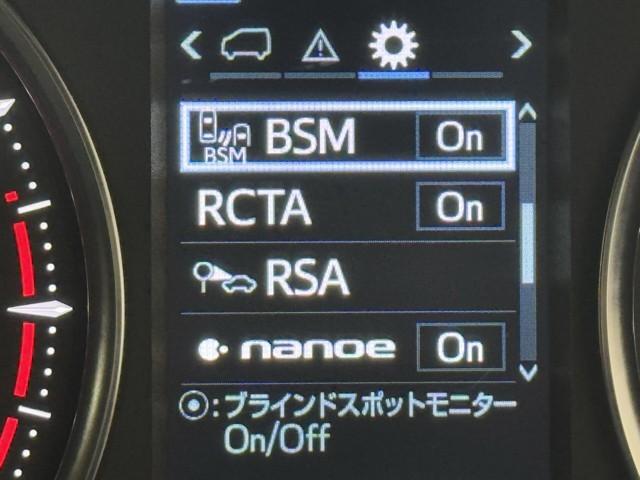 BSM BSM On
RCTA On
RSA
nanoe On
⦿:ブラインドスポットモニター
On/Off